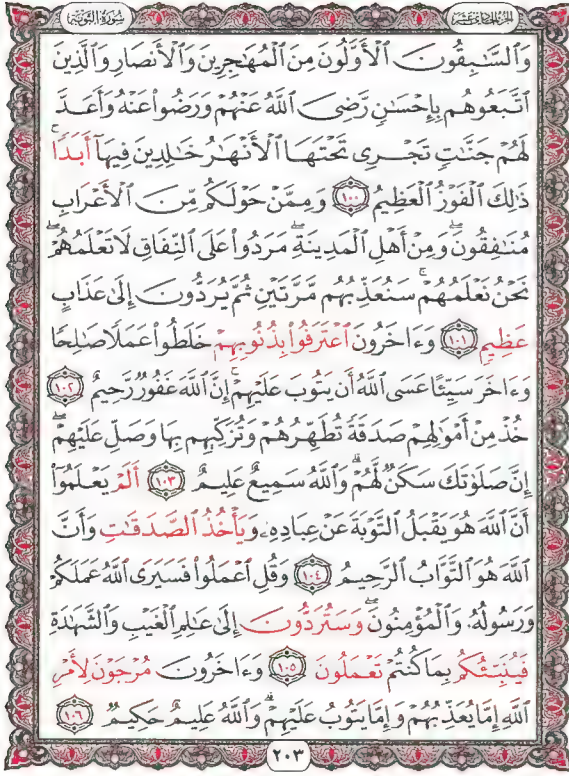 الجزء الحادي عشر
سورة التوبة
وَٱلسَّٰبِقُونَ ٱلۡأَوَّلُونَ مِنَ ٱلۡمُهَٰجِرِينَ وَٱلۡأَنصَارِ وَٱلَّذِينَ
ٱتَّبَعُوهُم بِإِحۡسَٰنٖ رَّضِيَ ٱللَّهُ عَنۡهُمۡ وَرَضُواْ عَنۡهُ وَأَعَدَّ
لَهُمۡ جَنَّٰتٖ تَجۡرِي تَحۡتَهَا ٱلۡأَنۡهَٰرُ خَٰلِدِينَ فِيهَآ أَبَدٗاۚ
ذَٰلِكَ ٱلۡفَوۡزُ ٱلۡعَظِيمُ ١٠٠ وَمِمَّنۡ حَوۡلَكُم مِّنَ ٱلۡأَعۡرَابِ
مُنَٰفِقُونَۖ وَمِنۡ أَهۡلِ ٱلۡمَدِينَةِۖ مَرَدُواْ عَلَى ٱلنِّفَاقِ لَا تَعۡلَمُهُمۡۖ
نَحۡنُ نَعۡلَمُهُمۡۚ سَنُعَذِّبُهُم مَّرَّتَيۡنِ ثُمَّ يُرَدُّونَ إِلَىٰ عَذَابٍ
عَظِيمٖ ١٠١ وَءَاخَرُونَ ٱعۡتَرَفُواْ بِذُنُوبِهِمۡ خَلَطُواْ عَمَلٗا صَٰلِحٗا
وَءَاخَرَ سَيِّئًا عَسَى ٱللَّهُ أَن يَتُوبَ عَلَيۡهِمۡۚ إِنَّ ٱللَّهَ غَفُورٞ رَّحِيمٌ ١٠٢
خُذۡ مِنۡ أَمۡوَٰلِهِمۡ صَدَقَةٗ تُطَهِّرُهُمۡ وَتُزَكِّيهِم بِهَا وَصَلِّ عَلَيۡهِمۡۖ
إِنَّ صَلَوٰتَكَ سَكَنٞ لَّهُمۡۗ وَٱللَّهُ سَمِيعٌ عَلِيمٌ ١٠٣ أَلَمۡ يَعۡلَمُوٓاْ
أَنَّ ٱللَّهَ هُوَ يَقۡبَلُ ٱلتَّوۡبَةَ عَنۡ عِبَادِهِۦ وَيَأۡخُذُ ٱلصَّدَقَٰتِ وَأَنَّ
ٱللَّهَ هُوَ ٱلتَّوَّابُ ٱلرَّحِيمُ ١٠٤ وَقُلِ ٱعۡمَلُواْ فَسَيَرَى ٱللَّهُ عَمَلَكُمۡ
وَرَسُولُهُۥ وَٱلۡمُؤۡمِنُونَۖ وَسَتُرَدُّونَ إِلَىٰ عَٰلِمِ ٱلۡغَيۡبِ وَٱلشَّهَٰدَةِ
فَيُنَبِّئُكُم بِمَا كُنتُمۡ تَعۡمَلُونَ ١٠٥ وَءَاخَرُونَ مُرۡجَوۡنَ لِأَمۡرِ
ٱللَّهِ إِمَّا يُعَذِّبُهُمۡ وَإِمَّا يَتُوبُ عَلَيۡهِمۡۗ وَٱللَّهُ عَلِيمٌ حَكِيمٞ ١٠٦
٢٠٣